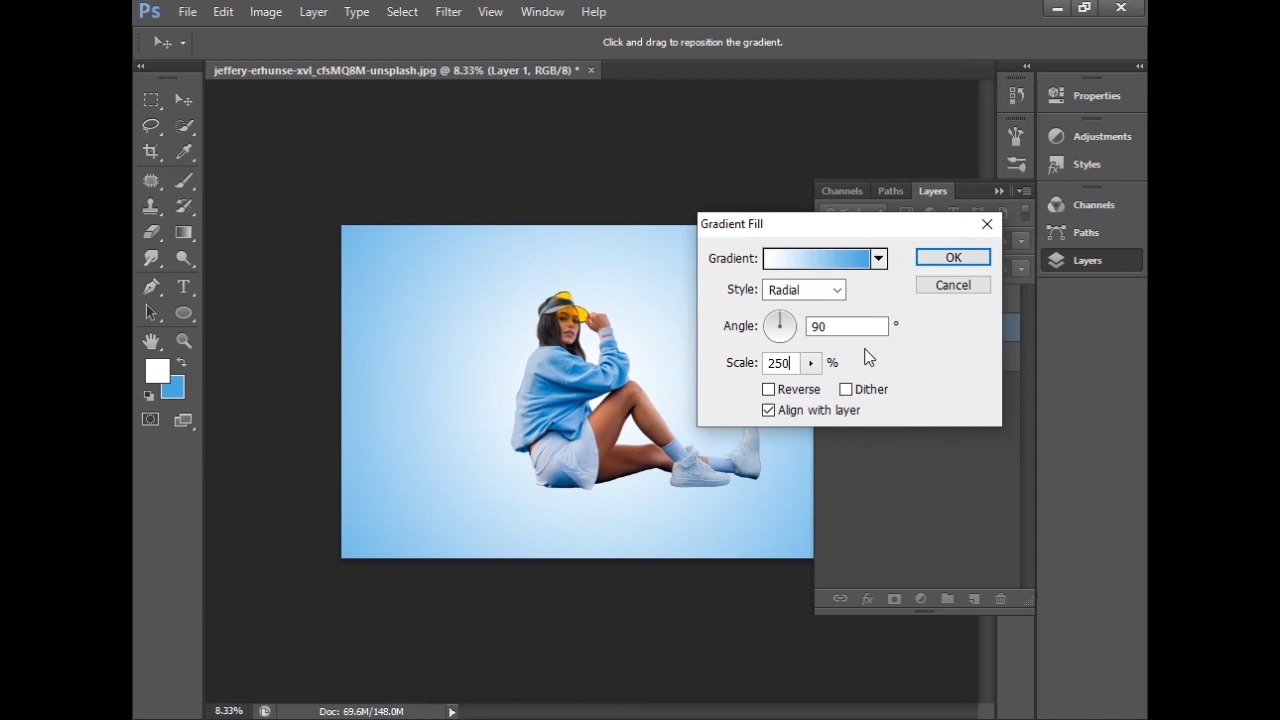 Ps File Edit Image Layer Type Select Filter View Window Help
Click and drag to reposition the gradient.
jeffery-erhunse-xvl_cfsMQ8M-unsplash.jpg @ 8.33% (Layer 1, RGB/8) * ×
Properties
Adjustments
Styles
Channels
Paths
Layers
Channels Paths Layers
Gradient Fill
Gradient:
OK
Style: Radial
Cancel
Angle: 90 °
Scale: 250 %
Reverse Dither
Align with layer
T
fx
8.33% Doc: 69.6M/148.0M